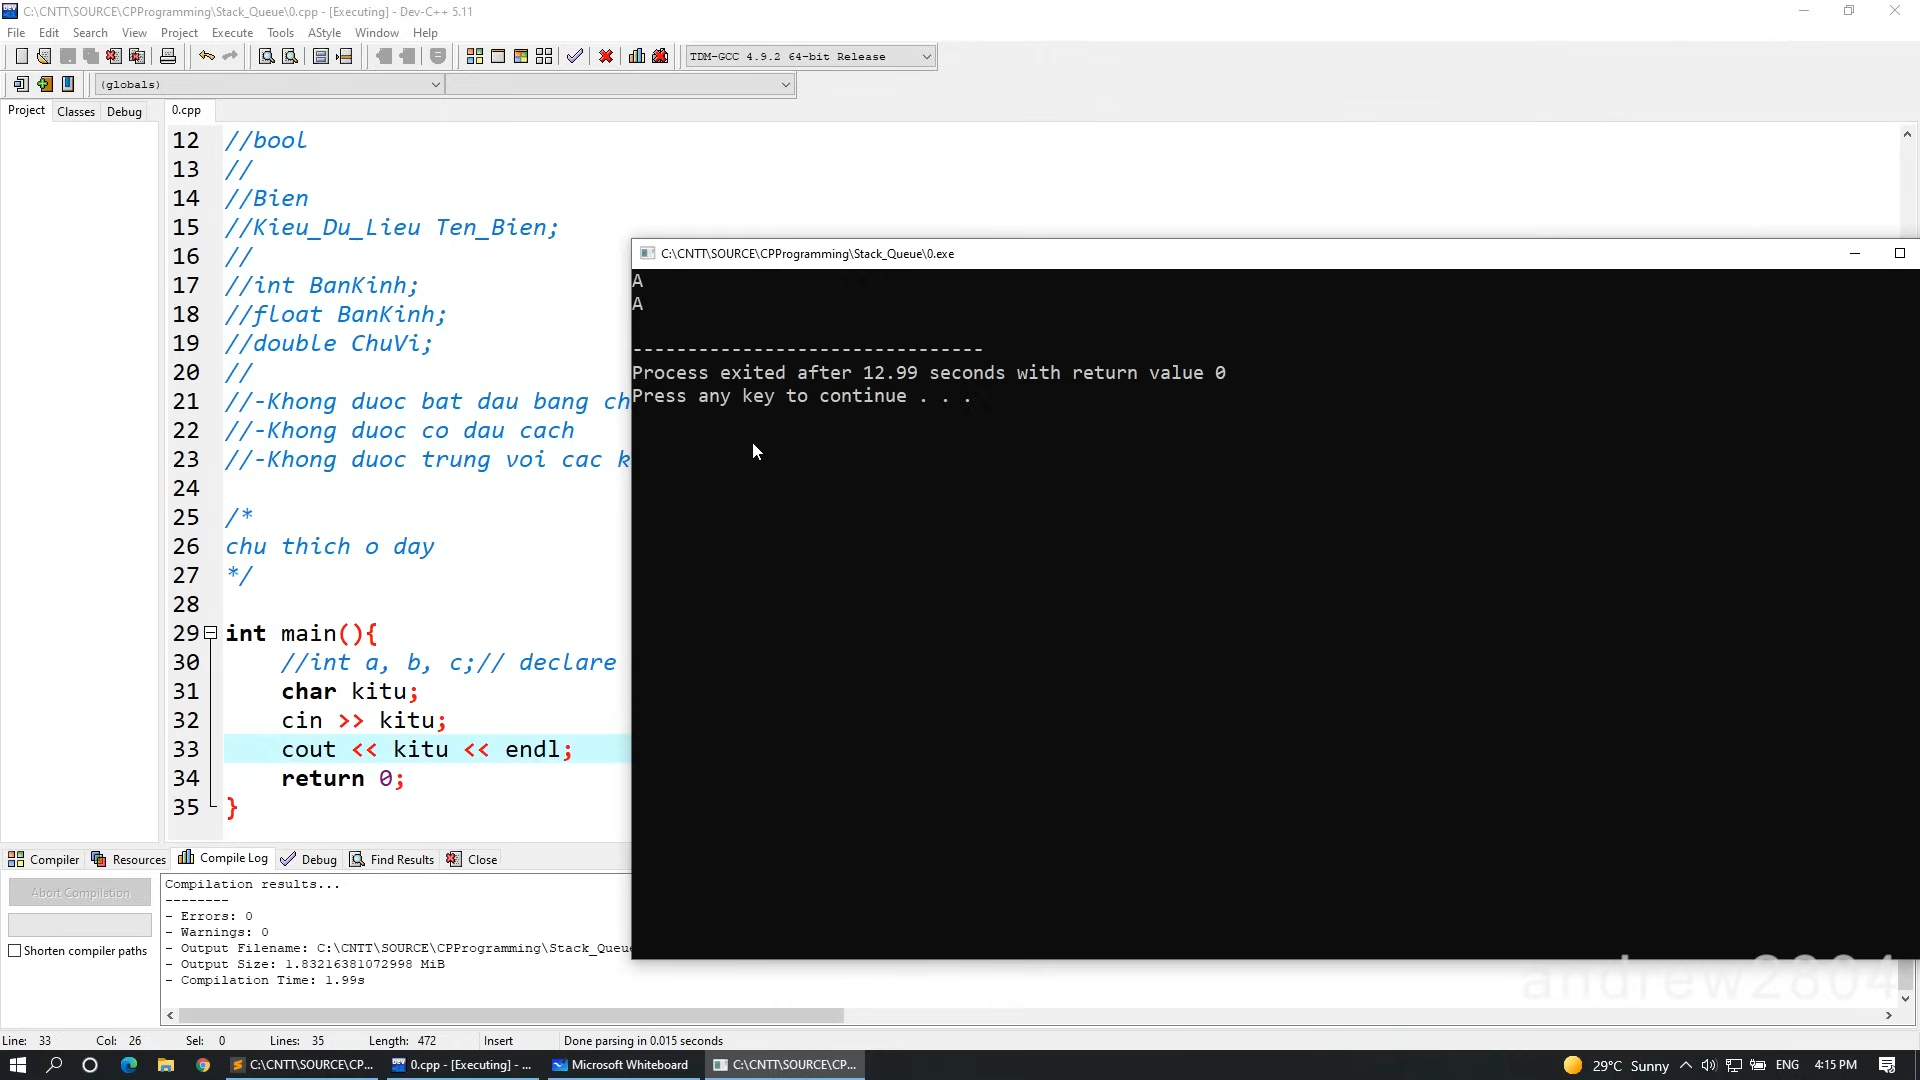 C:\CNTT\SOURCE\CPProgramming\Stack_Queue\0.cpp - [Executing] - Dev-C++ 5.11
File Edit Search View Project Execute Tools AStyle Window Help
TDM-GCC 4.9.2 64-bit Release
(globals)
Project Classes Debug 0.cpp
12 //bool
13 //
14 //Bien
15 //Kieu_Du_Lieu Ten_Bien;
16 //
17 //int BanKinh;
18 //float BanKinh;
19 //double ChuVi;
20 //
21 //-Khong duoc bat dau bang ch
22 //-Khong duoc co dau cach
23 //-Khong duoc trung voi cac k
24
25 /*
26 chu thich o day
27 */
28
29 int main(){
30 //int a, b, c;// declare
31 char kitu;
32 cin >> kitu;
33 cout << kitu << endl;
34 return 0;
35 }
C:\CNTT\SOURCE\CPProgramming\Stack_Queue\0.exe
A
A
--------------------------------
Process exited after 12.99 seconds with return value 0
Press any key to continue . . .
Compiler Resources Compile Log Debug Find Results Close
Abort Compilation
Shorten compiler paths
Compilation results...
--------
- Errors: 0
- Warnings: 0
- Output Filename: C:\CNTT\SOURCE\CPProgramming\Stack_Queue
- Output Size: 1.83216381072998 MiB
- Compilation Time: 1.99s
andrew2804
Line: 33 Col: 26 Sel: 0 Lines: 35 Length: 472 Insert Done parsing in 0.015 seconds
C:\CNTT\SOURCE\CP... 0.cpp - [Executing] - ... Microsoft Whiteboard C:\CNTT\SOURCE\CP... 29°C Sunny ENG 4:15 PM